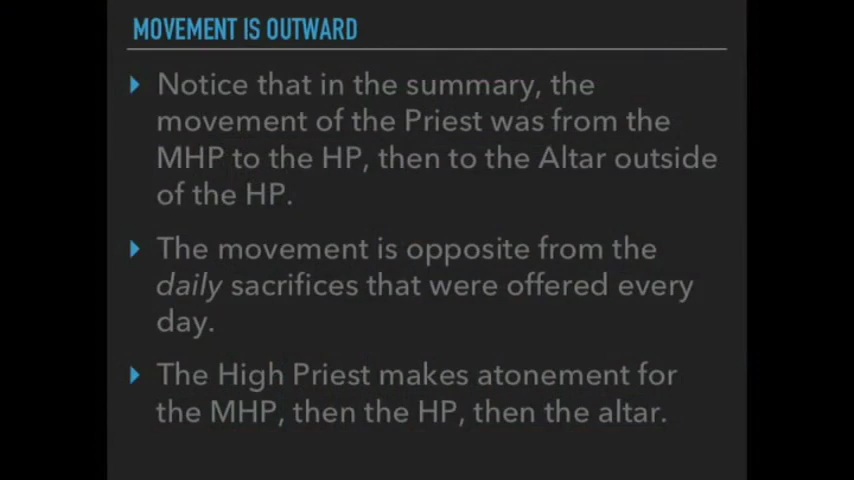 MOVEMENT IS OUTWARD
Notice that in the summary, the
movement of the Priest was from the
MHP to the HP, then to the Altar outside
of the HP.
The movement is opposite from the
daily sacrifices that were offered every
day.
The High Priest makes atonement for
the MHP, then the HP, then the altar.